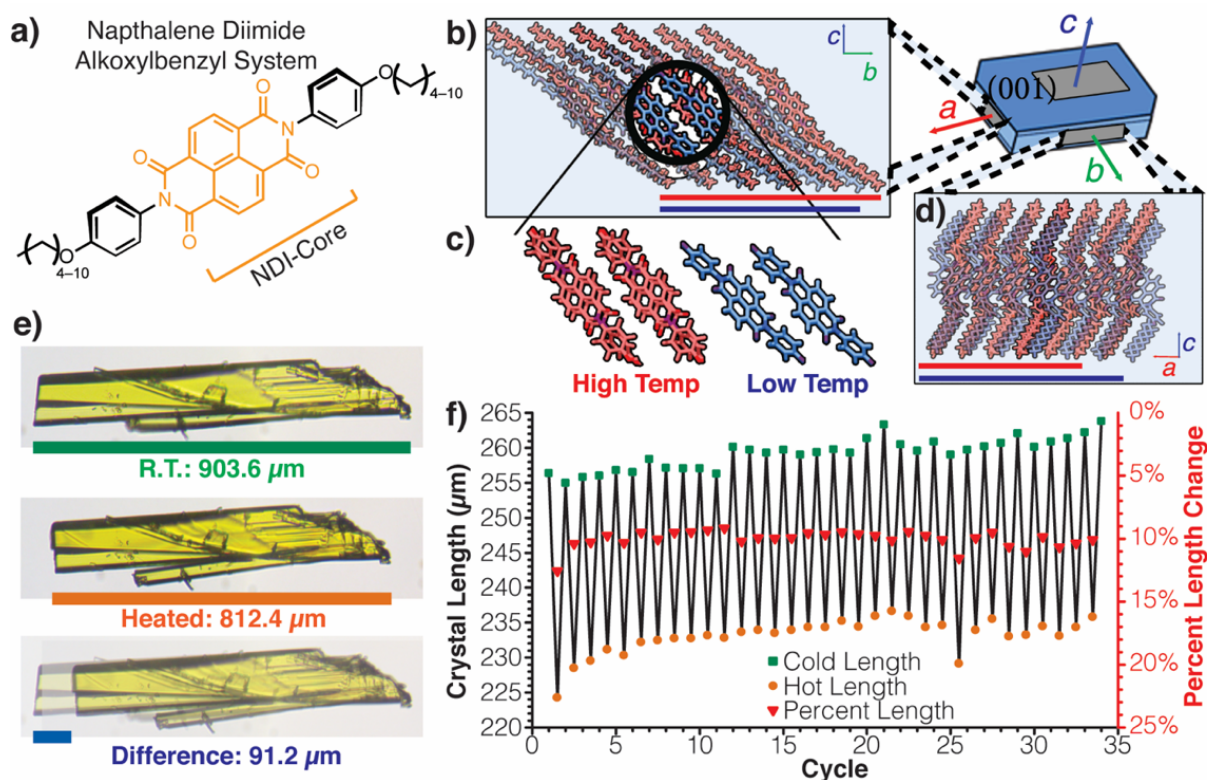 a)
Napthalene Diimide
Alkoxylbenzyl System
O
4–10
O
O
N
N
O
O
O
4–10
NDI-Core
b)
c
b
c)
High Temp
Low Temp
c
(001)
a
b
d)
c
a
e)
R.T.: 903.6 µm
Heated: 812.4 µm
Difference: 91.2 µm
f)
Crystal Length (µm)
265
260
255
250
245
240
235
230
225
220
0
5
10
15
20
25
30
35
Cycle
Cold Length
Hot Length
Percent Length
0%
5%
10%
15%
20%
25%
Percent Length Change